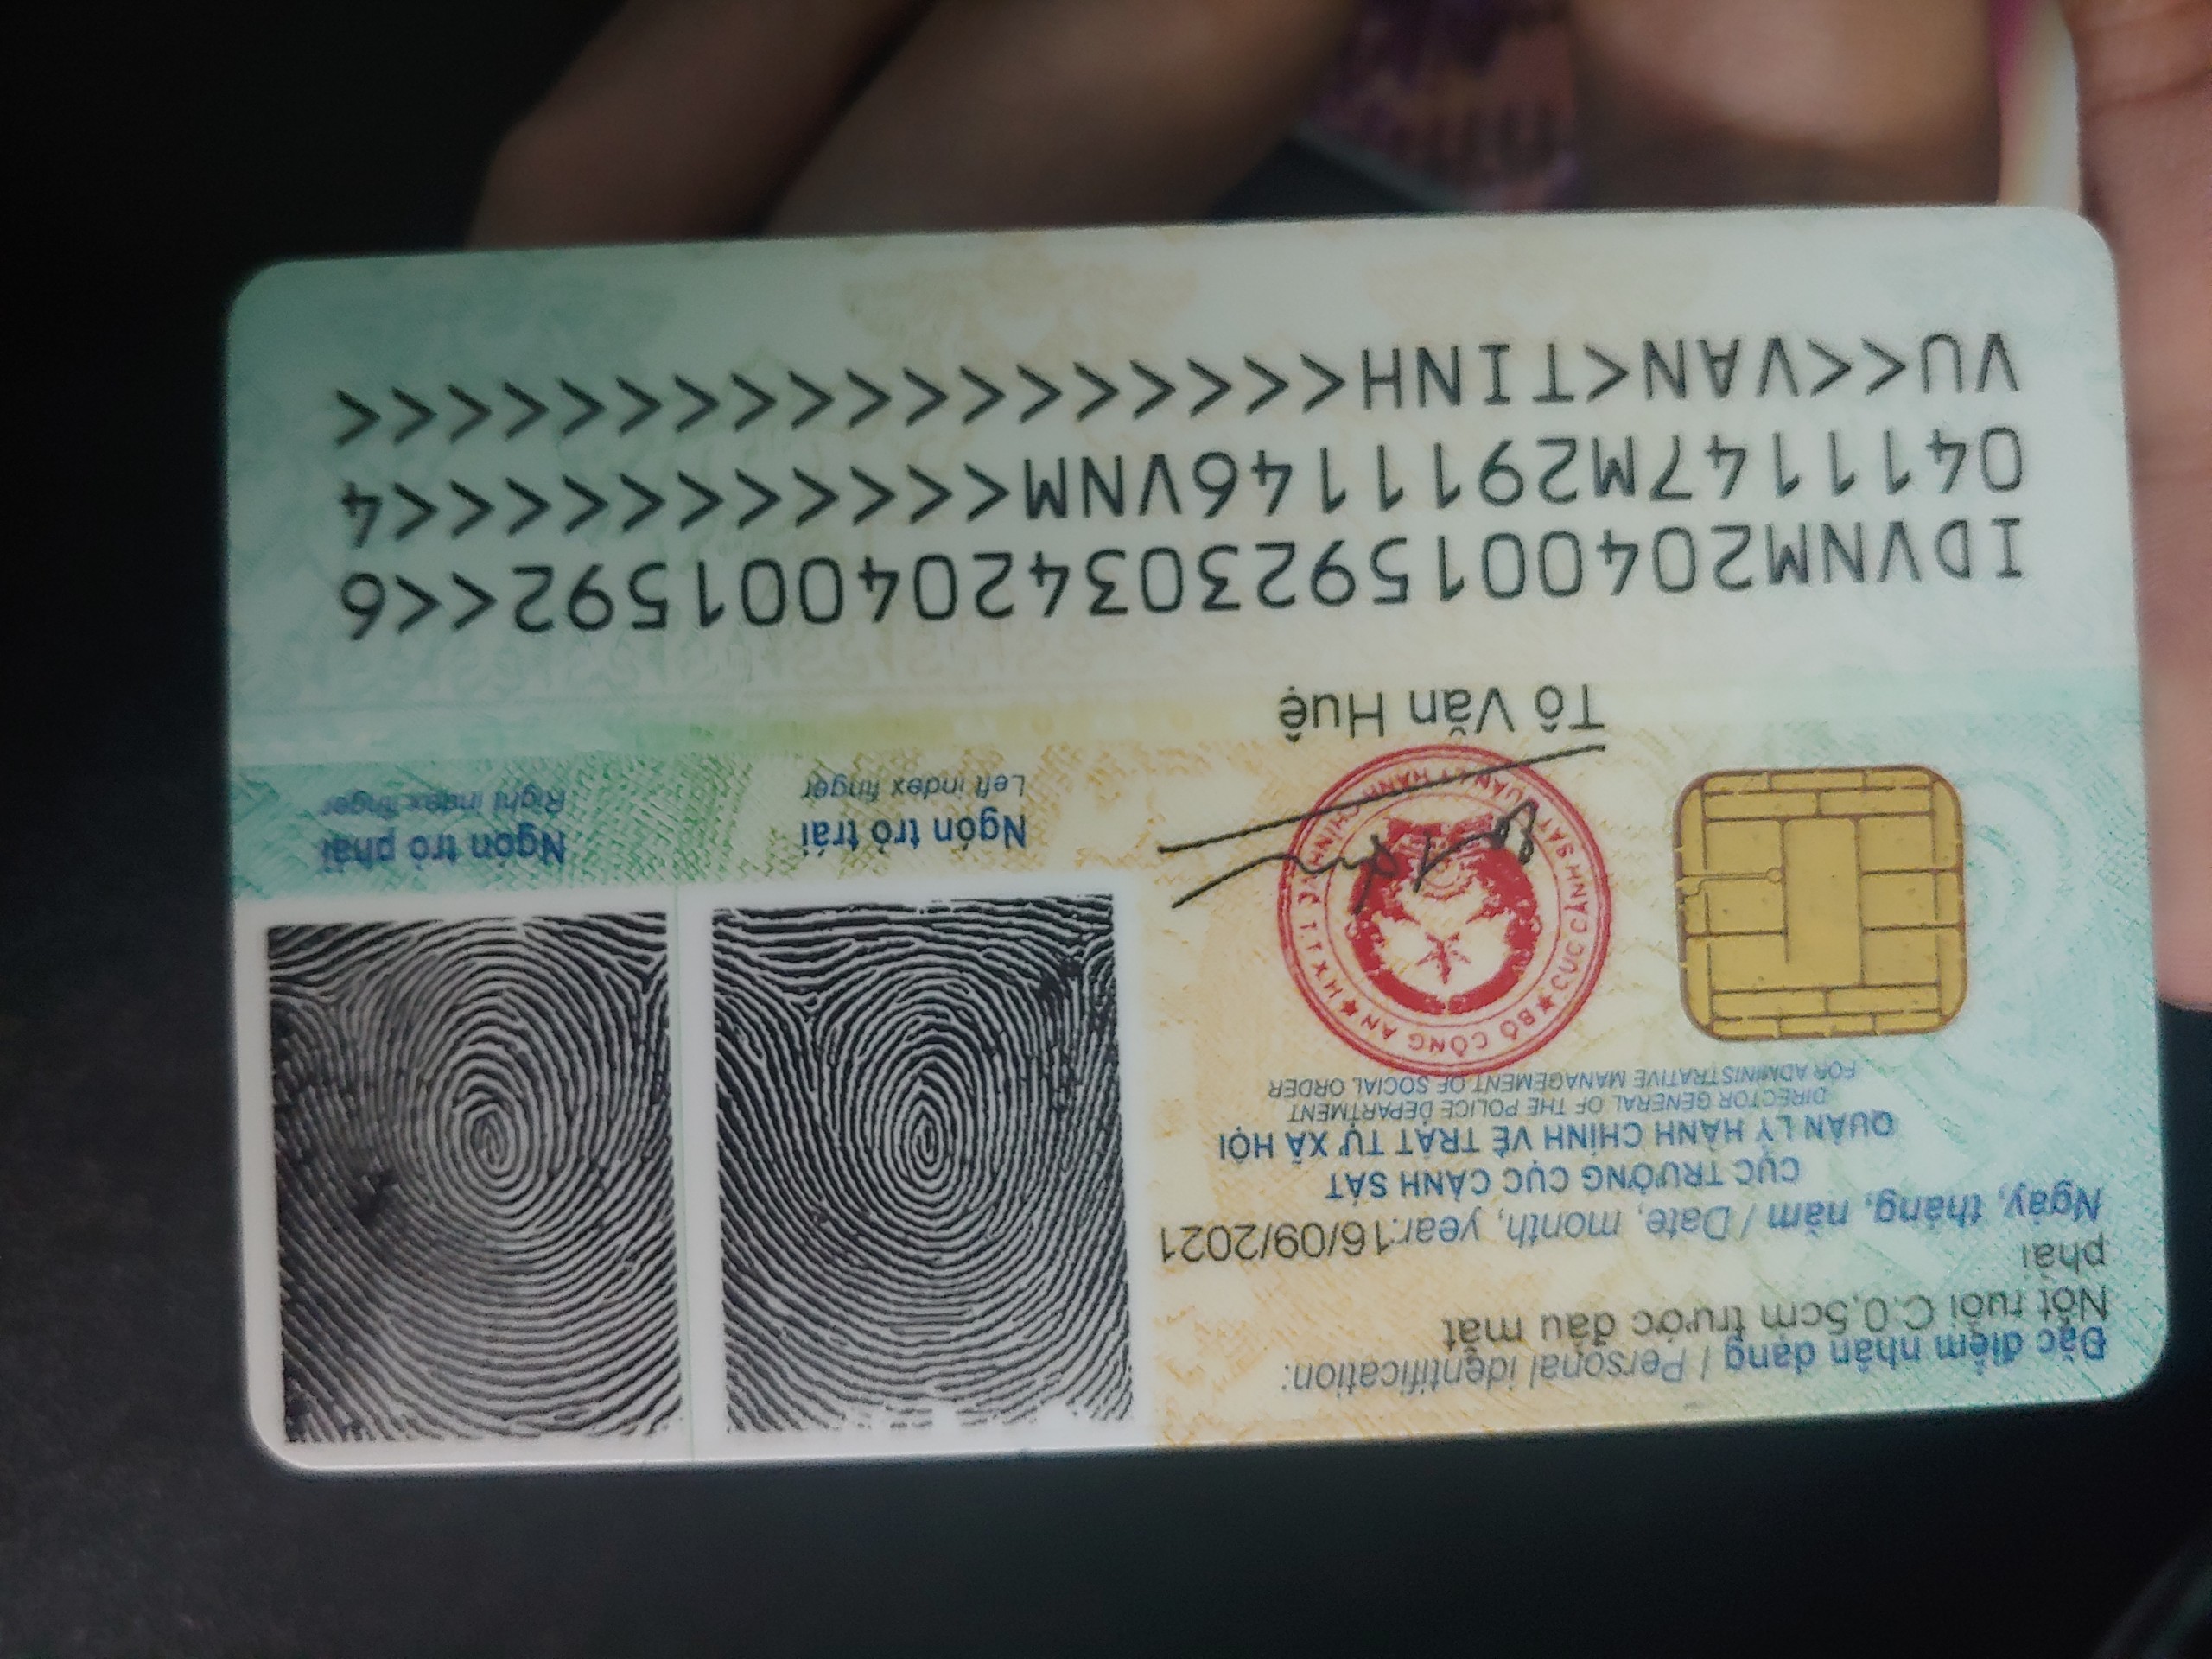 Đặc điểm nhận dạng / Personal identification:
Nốt ruồi C.0,5cm trước đầu mắt
phải
Ngày, tháng, năm / Date, month, year:16/09/2021
CỤC TRƯỞNG CỤC CẢNH SÁT
QUẢN LÝ HÀNH CHÍNH VỀ TRẬT TỰ XÃ HỘI
DIRECTOR GENERAL OF THE POLICE DEPARTMENT
FOR ADMINISTRATIVE MANAGEMENT OF SOCIAL ORDER
BỘ CÔNG AN
CỤC CẢNH SÁT QUẢN LÝ HÀNH CHÍNH VỀ TTXH
Tô Văn Huệ
Ngón trỏ trái
Left index finger
Ngón trỏ phải
Right index finger
IDVNM2040015923034204001592<<6
0411147M2911146VNM<<<<<<<<<<<4
VU<<VAN<TINH<<<<<<<<<<<<<<<<<<